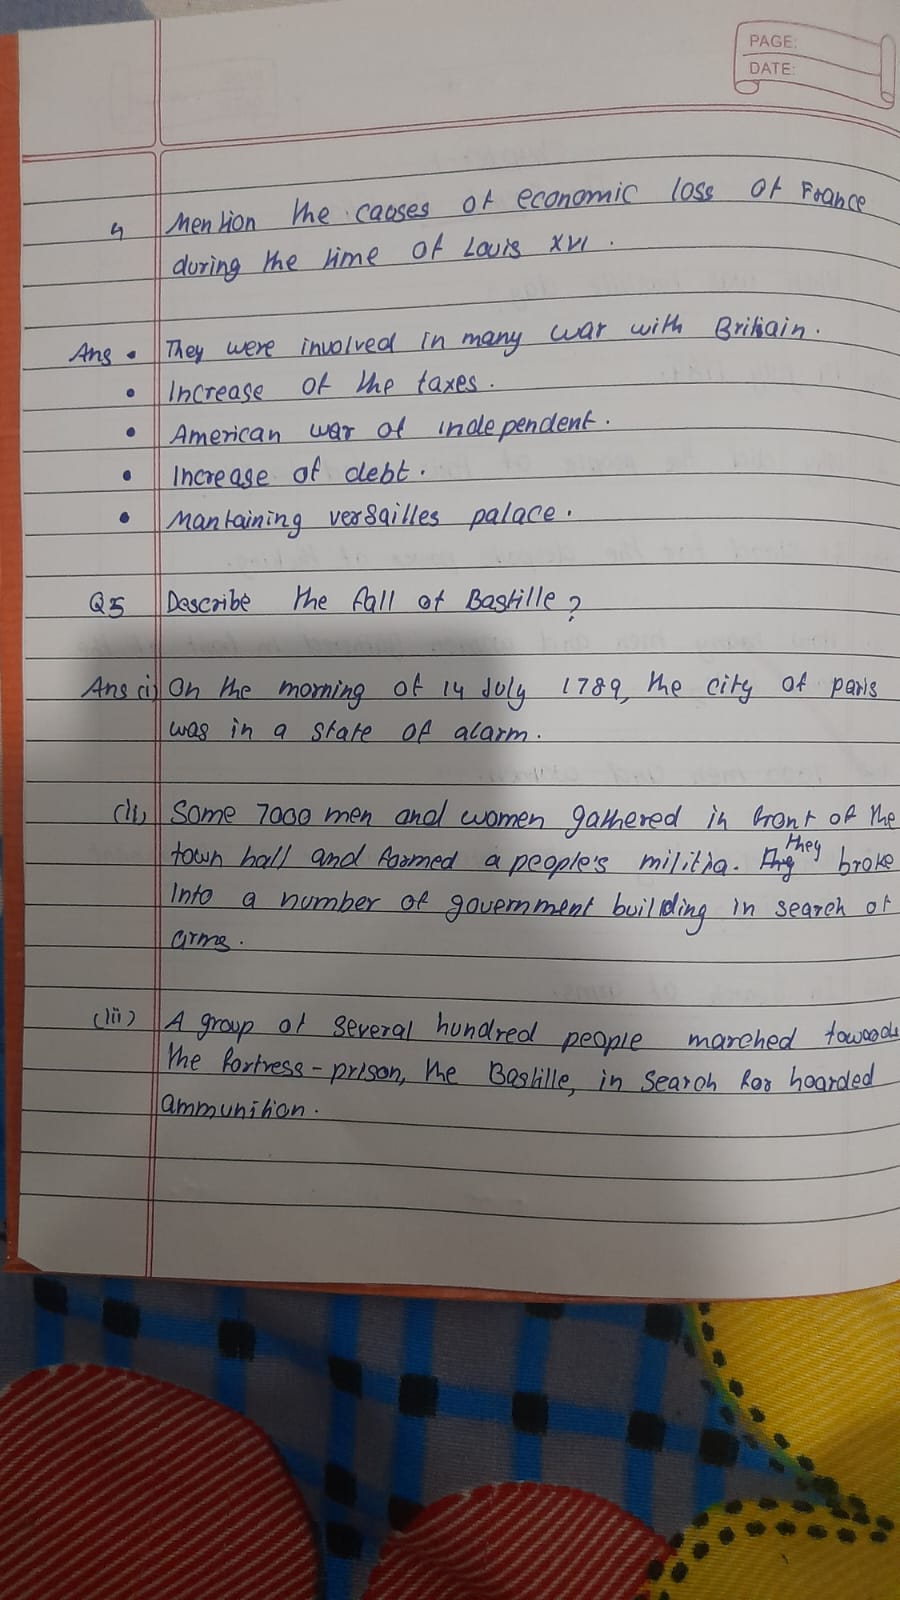 PAGE:
DATE:
4 Mention the causes of economic loss of France
during the time of Louis XVI.
Ans • They were involved in many war with Britiain.
• Increase of the taxes.
• American war of independent.
• Increase of debt.
• Mantaining versailles palace.
Q5 Describe the fall of Bastille?
Ans (i) On the morning of 14 July 1789, the city of paris
was in a state of alarm.
(ii) Some 7000 men and women gathered in front of the
town hall and formed a people's militia. they broke
into a number of government building in search of
arms.
(iii) A group of several hundred people marched towards
the fortress-prison, the Bastille, in search for hoarded
ammunition.